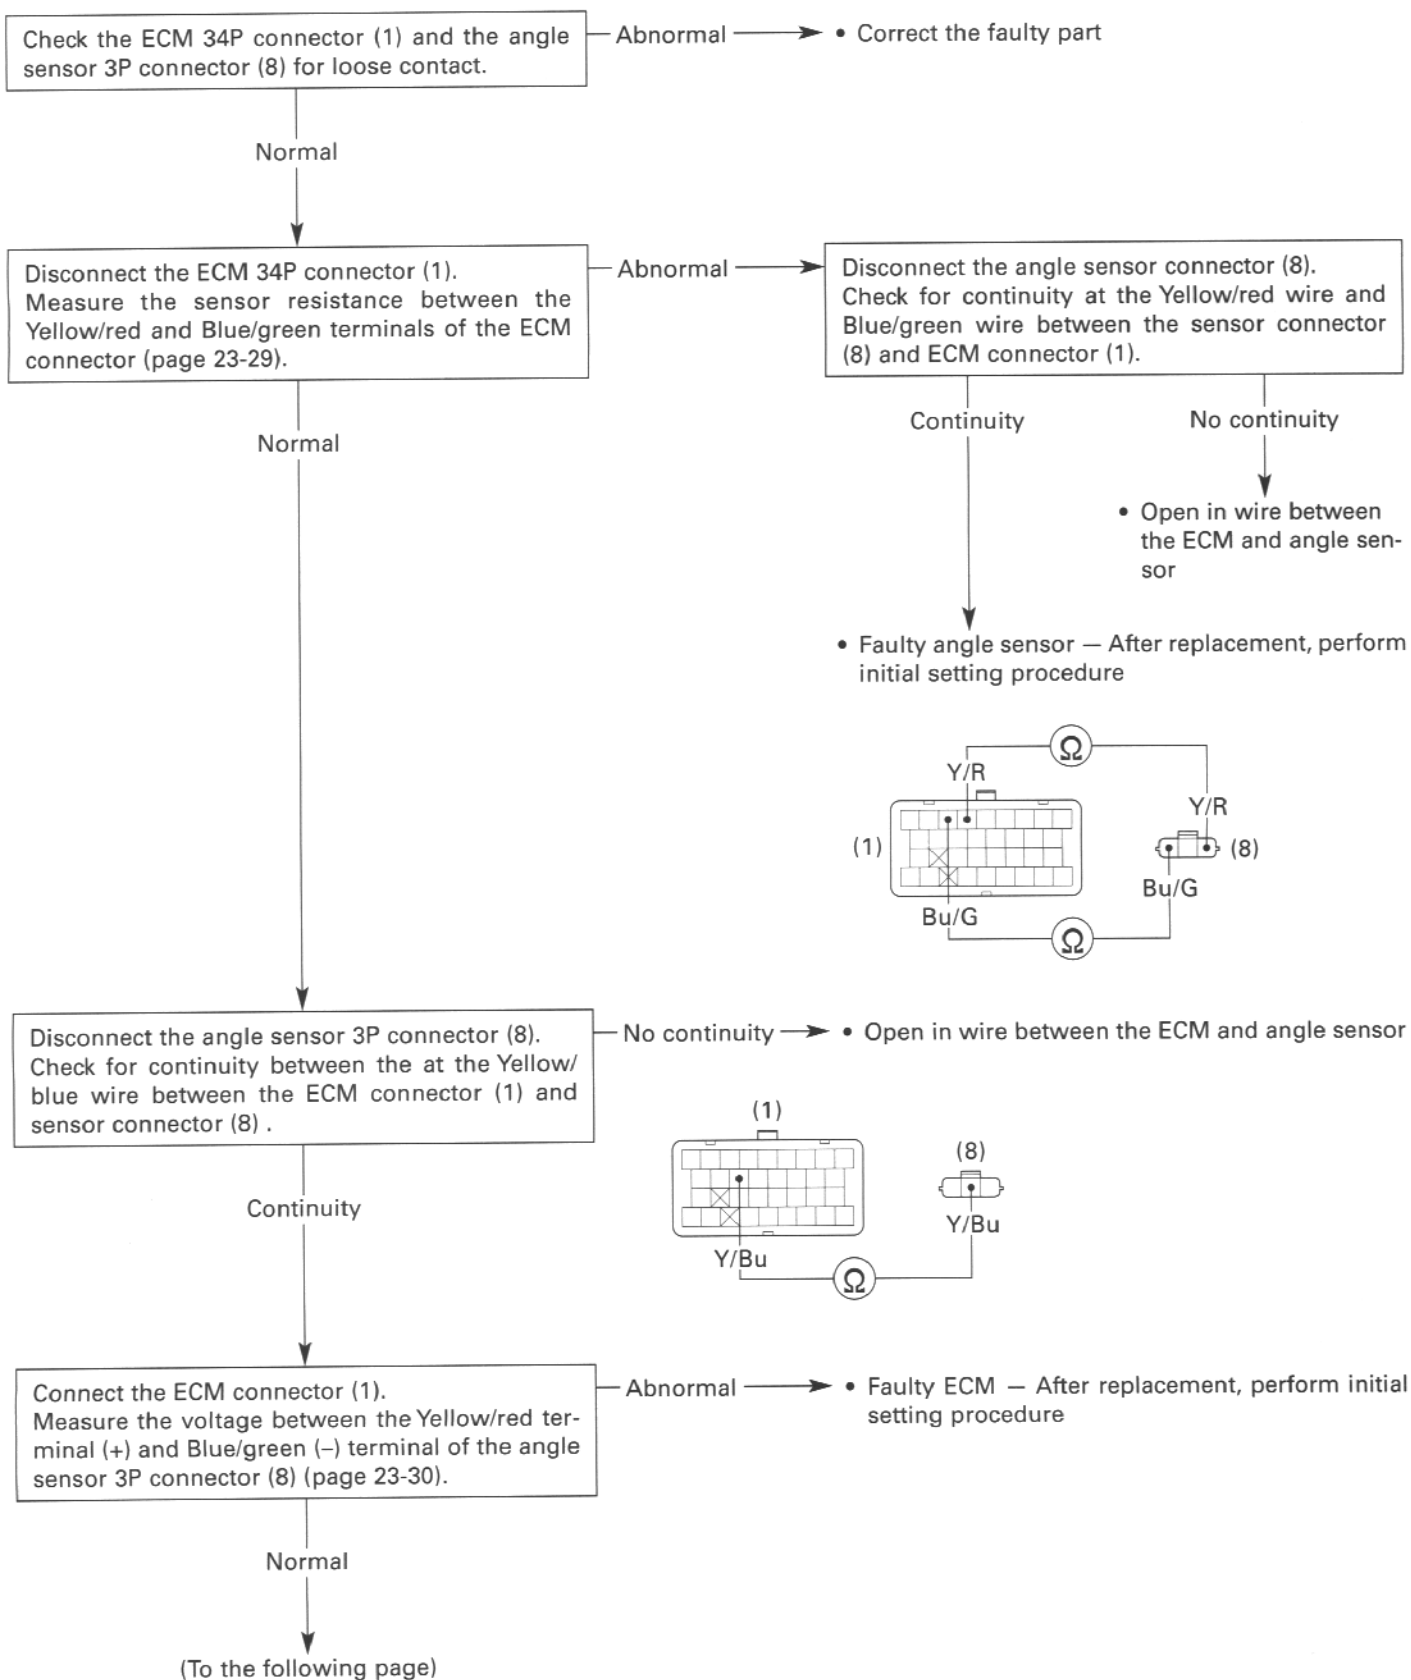 Check the ECM 34P connector (1) and the angle
sensor 3P connector (8) for loose contact.
Abnormal
• Correct the faulty part
Normal
Disconnect the ECM 34P connector (1).
Measure the sensor resistance between the
Yellow/red and Blue/green terminals of the ECM
connector (page 23-29).
Abnormal
Disconnect the angle sensor connector (8).
Check for continuity at the Yellow/red wire and
Blue/green wire between the sensor connector
(8) and ECM connector (1).
Normal
Continuity
No continuity
• Open in wire between
the ECM and angle sen-
sor
• Faulty angle sensor — After replacement, perform
initial setting procedure
Ω
Y/R
Y/R
(1)
(8)
Bu/G
Bu/G
Ω
Disconnect the angle sensor 3P connector (8).
Check for continuity between the at the Yellow/
blue wire between the ECM connector (1) and
sensor connector (8) .
No continuity
• Open in wire between the ECM and angle sensor
(1)
(8)
Y/Bu
Y/Bu
Ω
Continuity
Connect the ECM connector (1).
Measure the voltage between the Yellow/red ter-
minal (+) and Blue/green (–) terminal of the angle
sensor 3P connector (8) (page 23-30).
Abnormal
• Faulty ECM — After replacement, perform initial
setting procedure
Normal
(To the following page)